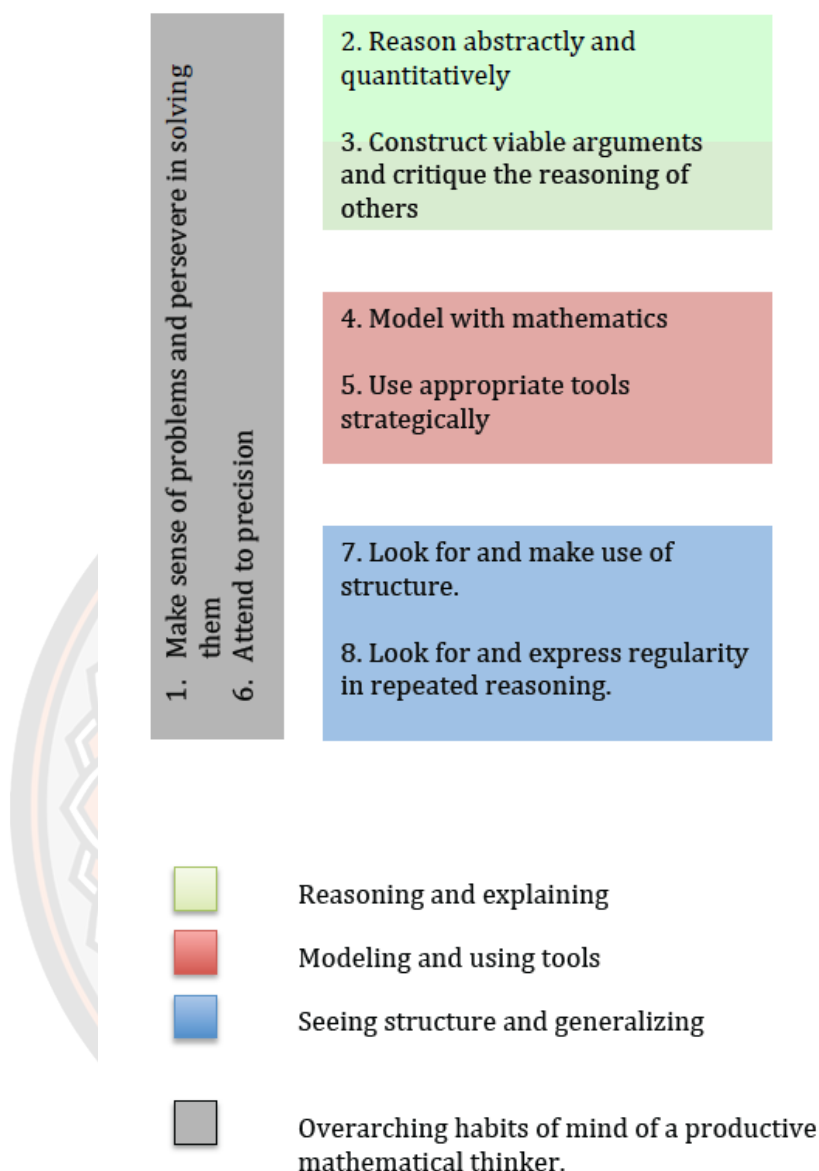 1. Make sense of problems and persevere in solving
them
6. Attend to precision
2. Reason abstractly and
quantitatively
3. Construct viable arguments
and critique the reasoning of
others
4. Model with mathematics
5. Use appropriate tools
strategically
7. Look for and make use of
structure.
8. Look for and express regularity
in repeated reasoning.
Reasoning and explaining
Modeling and using tools
Seeing structure and generalizing
Overarching habits of mind of a productive
mathematical thinker.